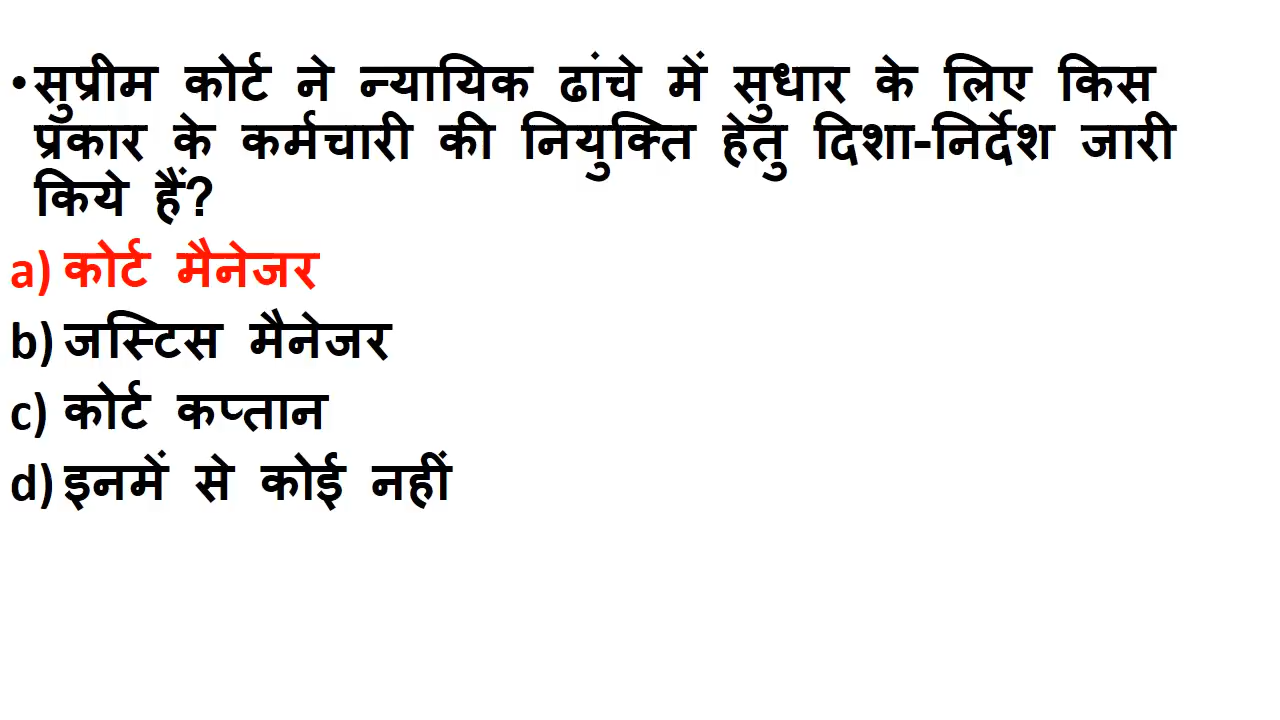 •सुप्रीम कोर्ट ने न्यायिक ढांचे में सुधार के लिए किस
प्रकार के कर्मचारी की नियुक्ति हेतु दिशा-निर्देश जारी
किये हैं?
a) कोर्ट मैनेजर
b) जस्टिस मैनेजर
c) कोर्ट कप्तान
d) इनमें से कोई नहीं